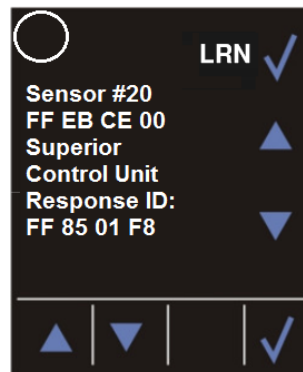 LRN
Sensor #20
FF EB CE 00
Superior
Control Unit
Response ID:
FF 85 01 F8